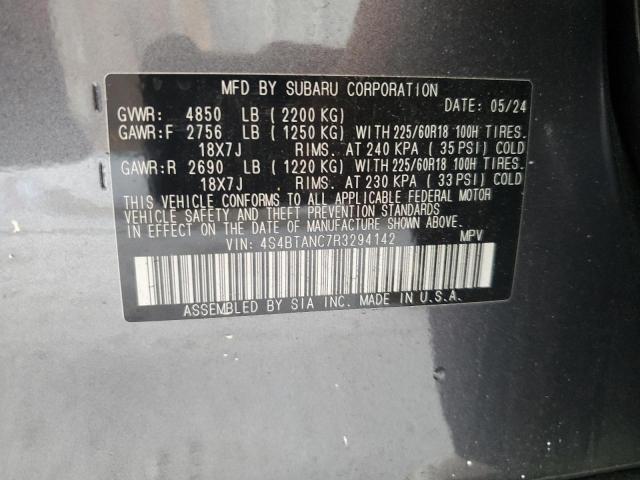 MFD BY SUBARU CORPORATION
GVWR: 4850 LB (2200 KG) DATE: 05/24
GAWR:F 2756 LB (1250 KG) WITH 225/60R18 100H TIRES.
18X7J RIMS. AT 240 KPA (35 PSI) COLD
GAWR:R 2690 LB (1220 KG) WITH 225/60R18 100H TIRES.
18X7J RIMS. AT 230 KPA (33 PSI) COLD
THIS VEHICLE CONFORMS TO ALL APPLICABLE FEDERAL MOTOR
VEHICLE SAFETY AND THEFT PREVENTION STANDARDS
IN EFFECT ON THE DATE OF MANUFACTURE SHOWN ABOVE.
VIN: 4S4BTANC7R3294142 MPV
ASSEMBLED BY SIA INC. MADE IN U.S.A.